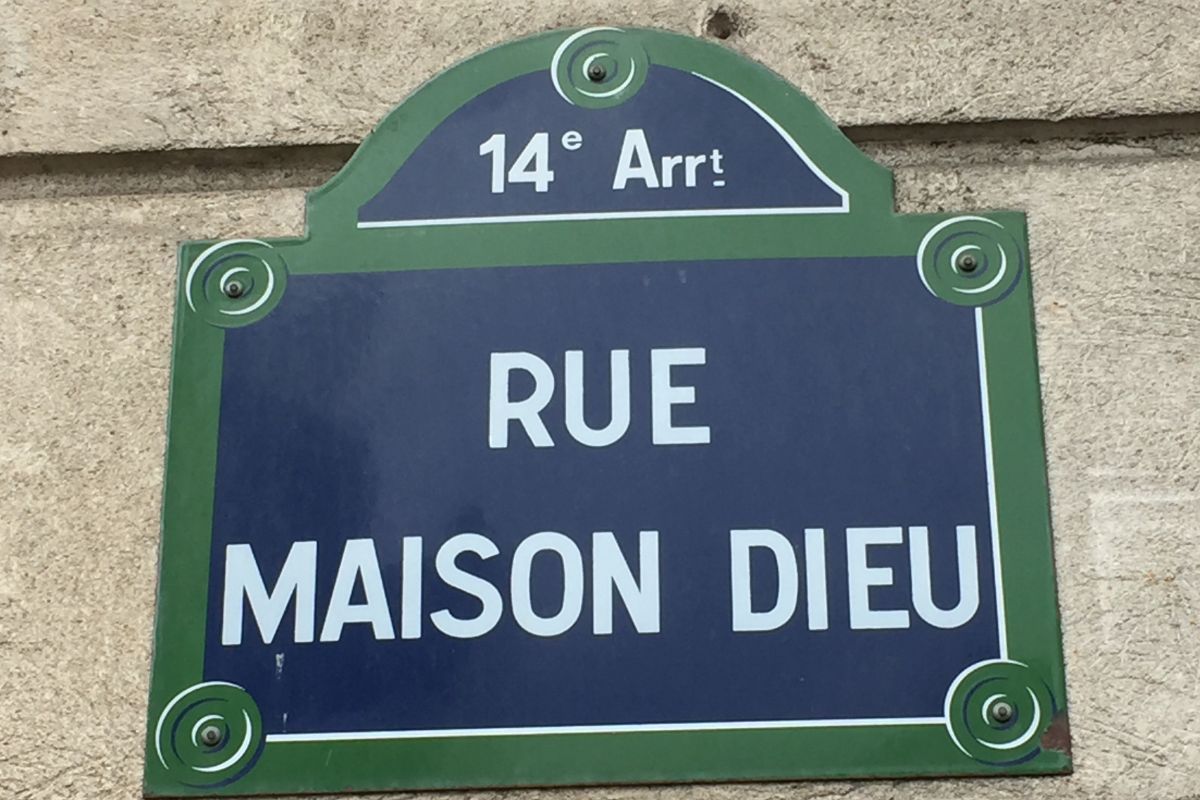 14e Arrt
RUE
MAISON DIEU